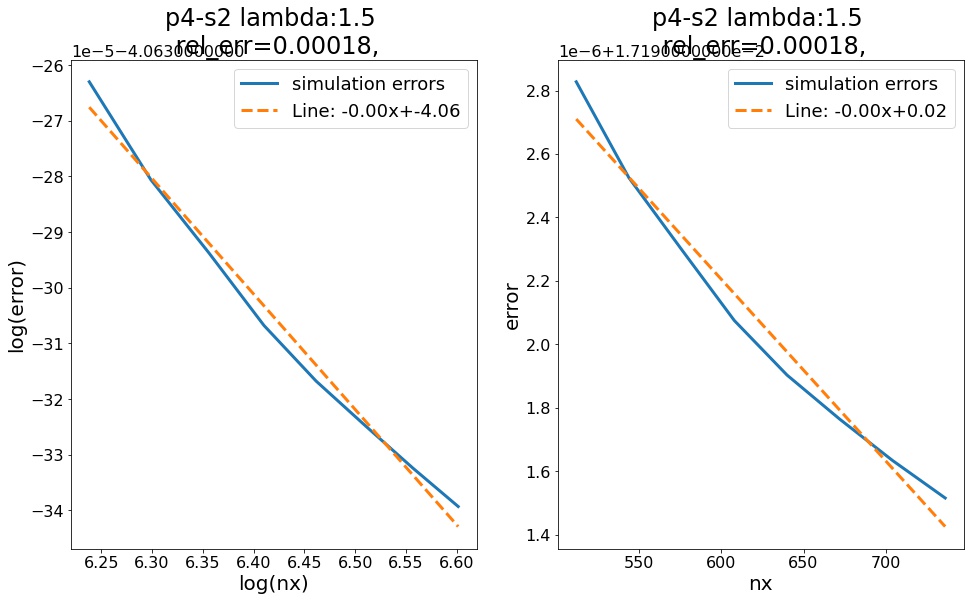 p4-s2 lambda:1.5
rel_err=0.00018,
1e−5−4.0630000000
simulation errors
Line: -0.00x+-4.06
−26
−27
−28
−29
−30
−31
−32
−33
−34
log(error)
6.25
6.30
6.35
6.40
6.45
6.50
6.55
6.60
log(nx)
p4-s2 lambda:1.5
rel_err=0.00018,
1e−6+1.7190000000e−2
simulation errors
Line: -0.00x+0.02
2.8
2.6
2.4
2.2
2.0
1.8
1.6
1.4
error
550
600
650
700
nx